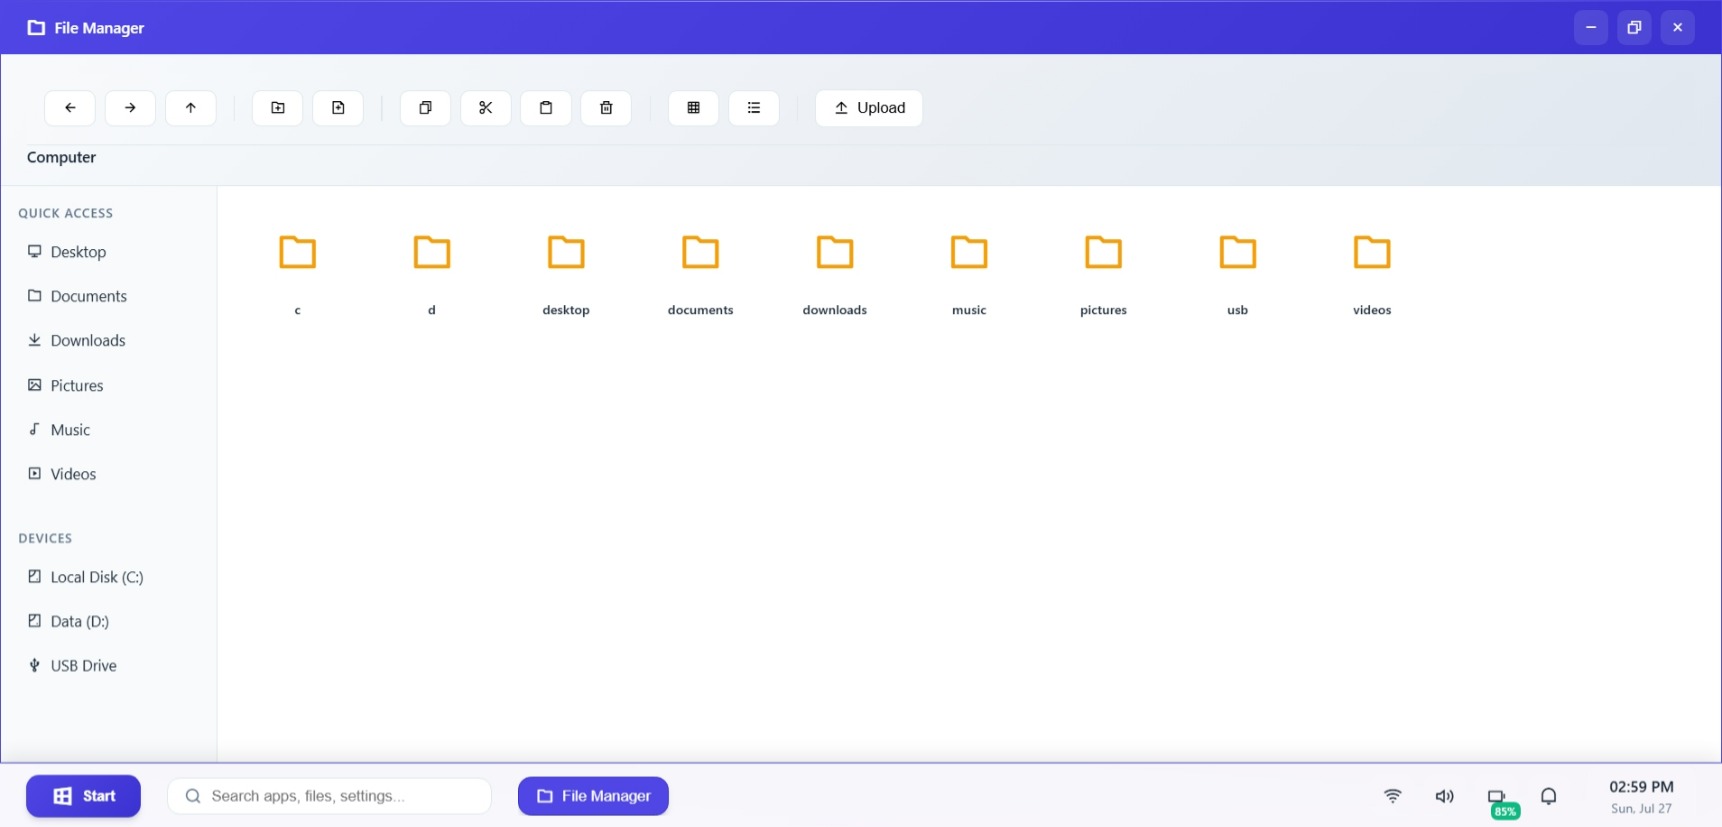 File Manager
Upload
Computer
QUICK ACCESS
Desktop
Documents
Downloads
Pictures
Music
Videos
DEVICES
Local Disk (C:)
Data (D:)
USB Drive
c
d
desktop
documents
downloads
music
pictures
usb
videos
Start
Search apps, files, settings...
File Manager
85%
02:59 PM
Sun, Jul 27